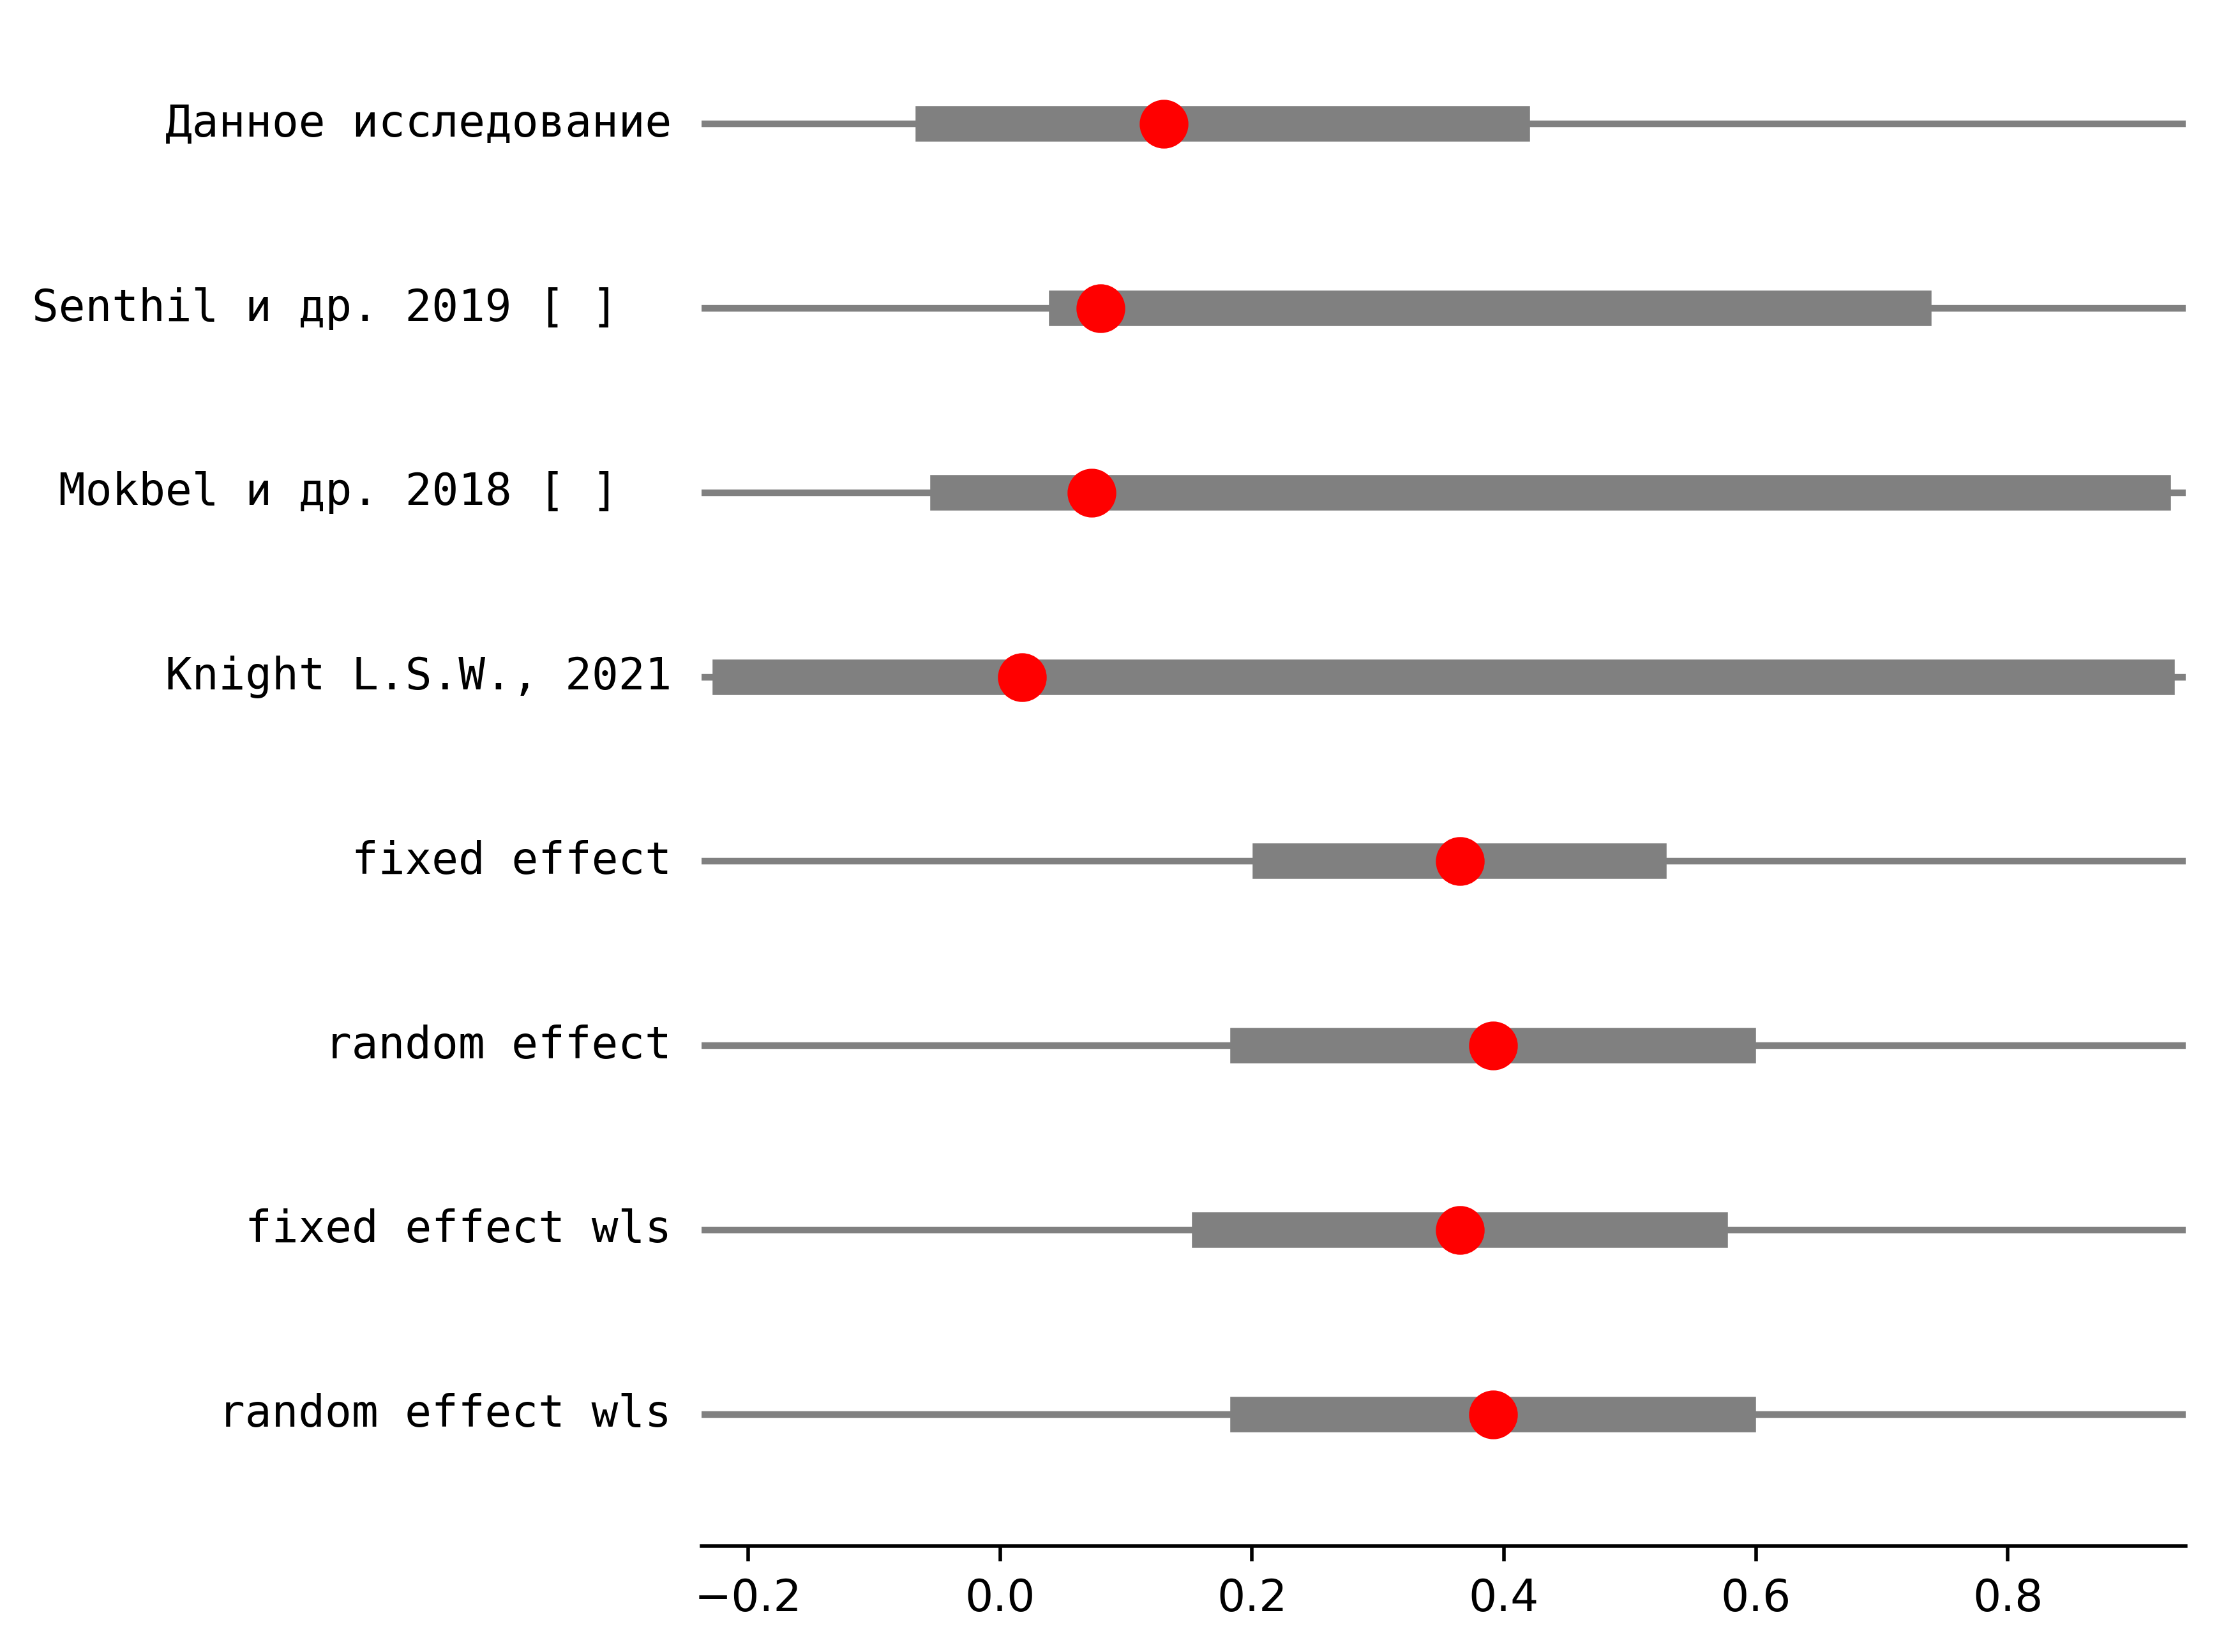 Данное исследование
Senthil и др. 2019 [ ]
Mokbel и др. 2018 [ ]
Knight L.S.W., 2021
fixed effect
random effect
fixed effect wls
random effect wls
−0.2 0.0 0.2 0.4 0.6 0.8